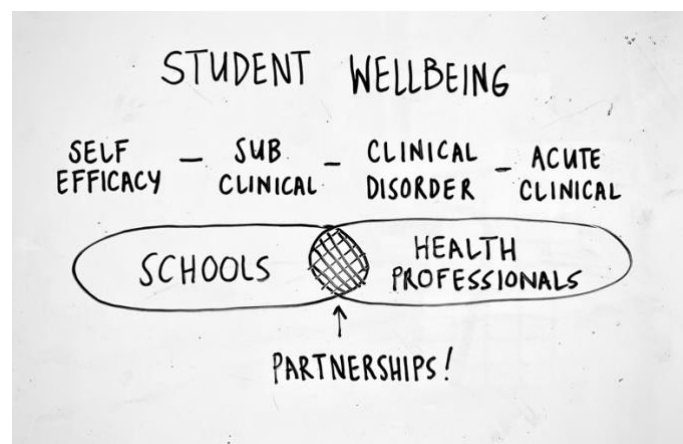 STUDENT WELLBEING
SELF EFFICACY – SUB CLINICAL – CLINICAL DISORDER – ACUTE CLINICAL
SCHOOLS
HEALTH PROFESSIONALS
PARTNERSHIPS!